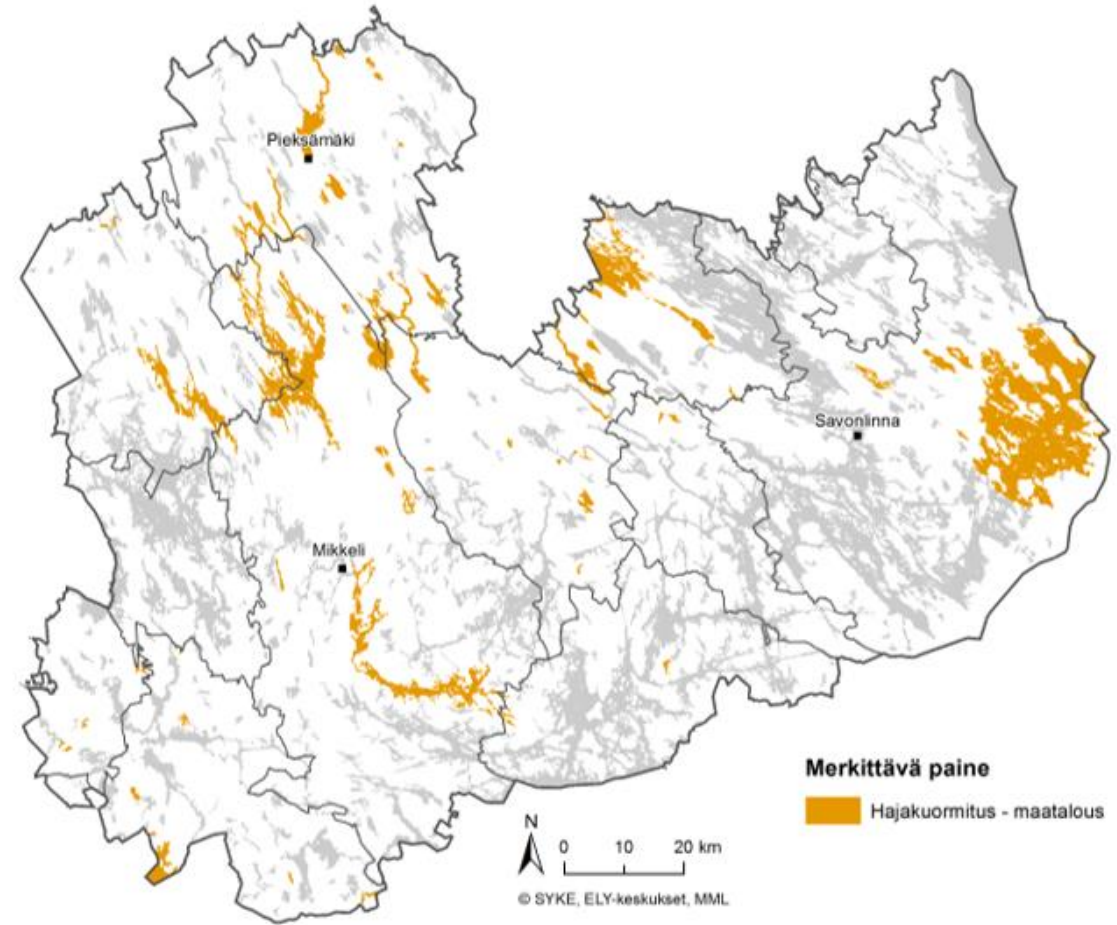 Pieksämäki
Savonlinna
Mikkeli
Merkittävä paine
Hajakuormitus - maatalous
N
0 10 20 km
© SYKE, ELY-keskukset, MML